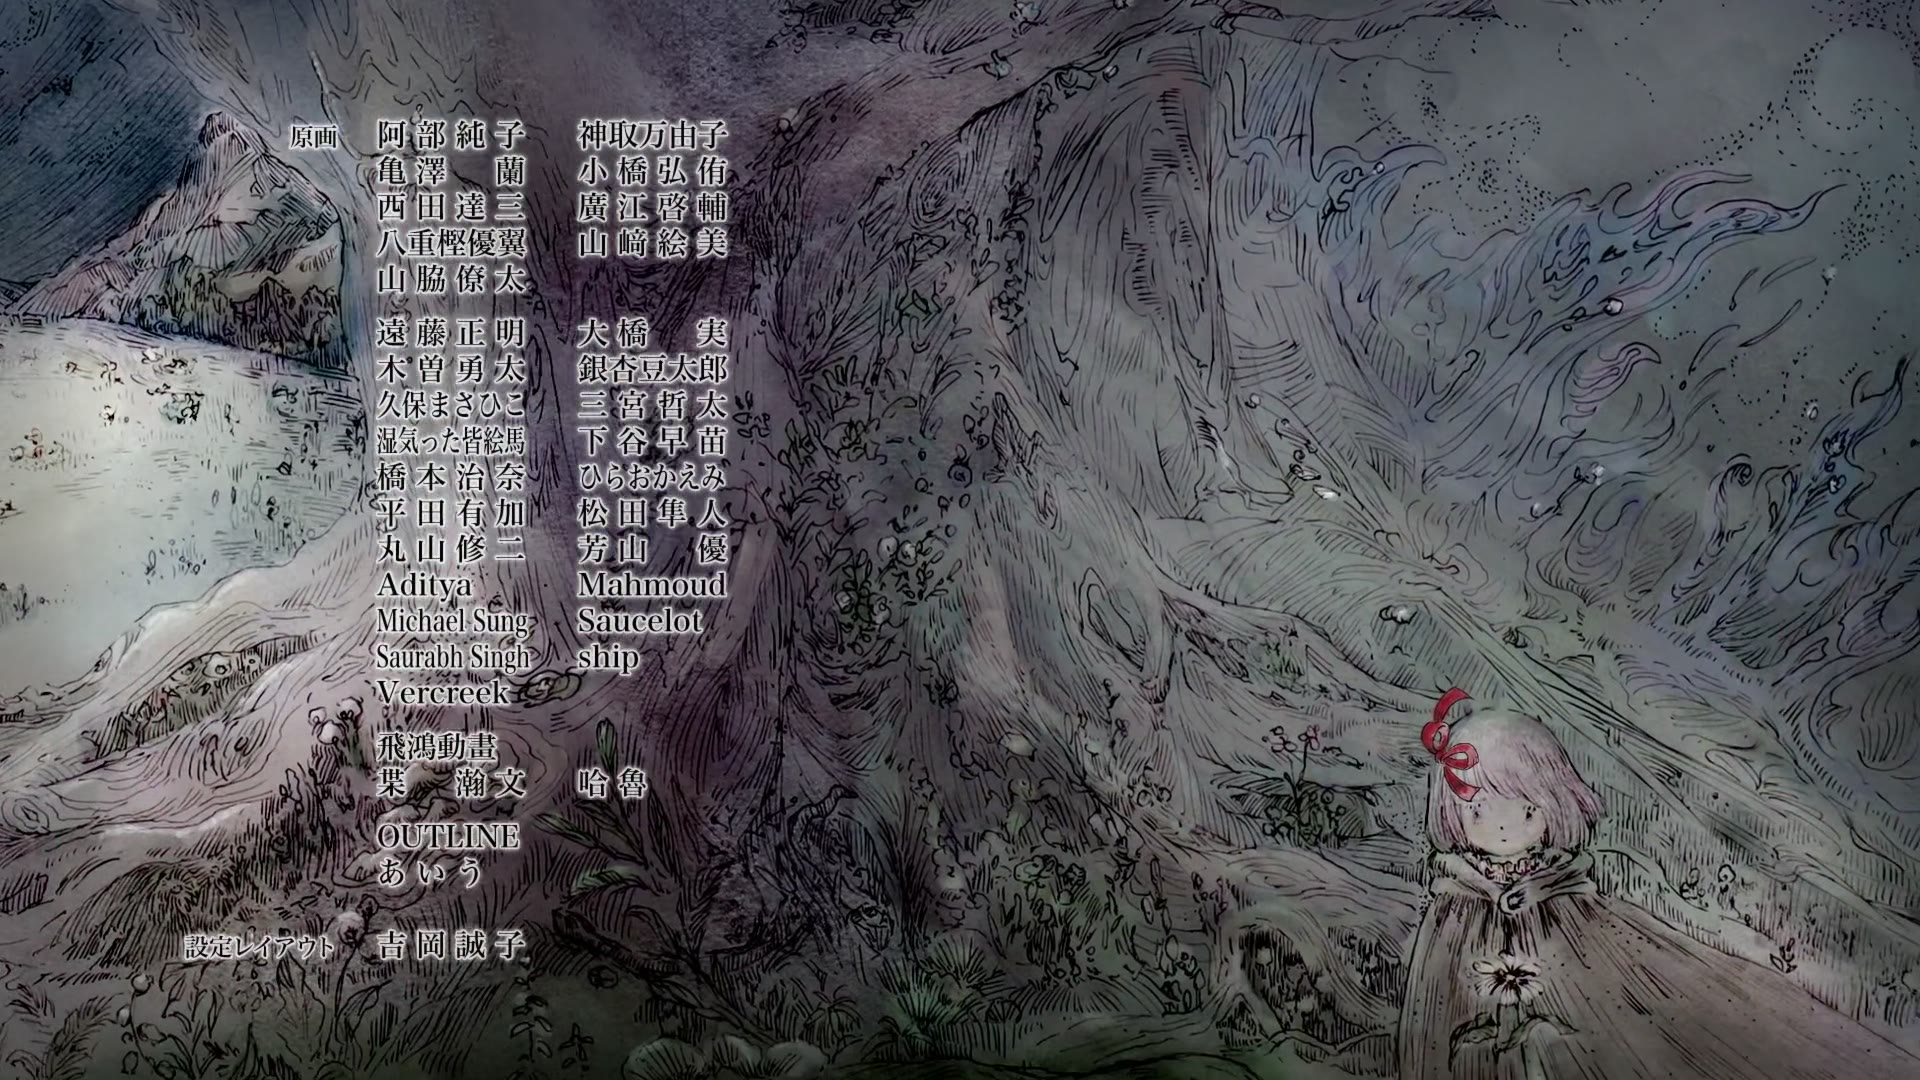 原画 阿部純子 神取万由子
亀澤蘭 小橋弘侑
西田達三 廣江啓輔
八重樫優翼 山﨑絵美
山脇僚太
遠藤正明 大橋実
木曽勇太 銀杏豆太郎
久保まさひこ 三宮哲太
湿気った皆絵馬 下谷早苗
橋本治奈 ひらおかえみ
平田有加 松田隼人
丸山修二 芳山優
Aditya Mahmoud
Michael Sung Saucelot
Saurabh Singh ship
Vercreek
飛鴻動畫
瀚文 哈魯
OUTLINE
あいう
設定レイアウト 吉岡誠子